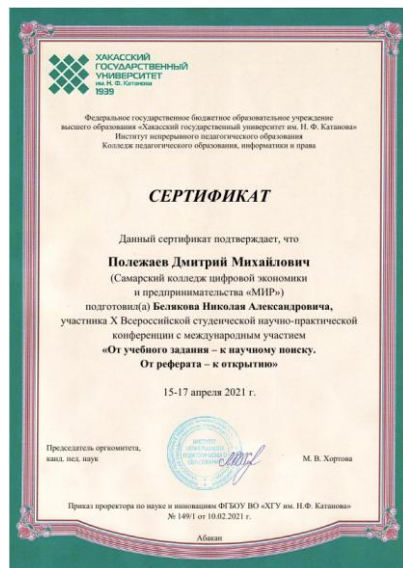 ХАКАССКИЙ
ГОСУДАРСТВЕННЫЙ
УНИВЕРСИТЕТ
им. Н. Ф. Катанова
1939
Федеральное государственное бюджетное образовательное учреждение
высшего образования «Хакасский государственный университет им. Н. Ф. Катанова»
Институт непрерывного педагогического образования
Колледж педагогического образования, информатики и права
СЕРТИФИКАТ
Данный сертификат подтверждает, что
Полежаев Дмитрий Михайлович
(Самарский колледж цифровой экономики
и предпринимательства «МИР»)
подготовил(а) Белякова Николая Александровича,
участника X Всероссийской студенческой научно-практической
конференции с международным участием
«От учебного задания – к научному поиску.
От реферата – к открытию»
15-17 апреля 2021 г.
ИНСТИТУТ
НЕПРЕРЫВНОГО
ПЕДАГОГИЧЕСКОГО
ОБРАЗОВАНИЯ
Председатель оргкомитета,
канд. пед. наук
М. В. Хортова
Приказ проректора по науке и инновациям ФГБОУ ВО «ХГУ им. Н.Ф. Катанова»
№ 149/1 от 10.02.2021 г.
Абакан